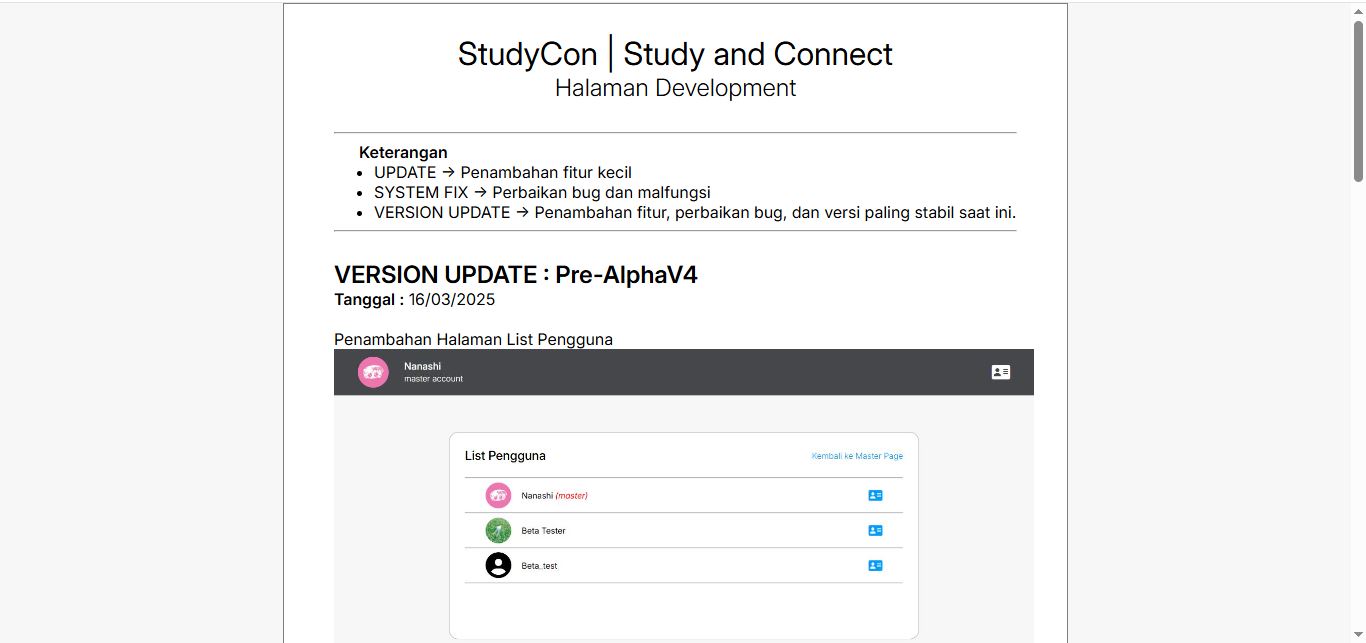 StudyCon | Study and Connect
Halaman Development
Keterangan
UPDATE → Penambahan fitur kecil
SYSTEM FIX → Perbaikan bug dan malfungsi
VERSION UPDATE → Penambahan fitur, perbaikan bug, dan versi paling stabil saat ini.
VERSION UPDATE : Pre-AlphaV4
Tanggal : 16/03/2025
Penambahan Halaman List Pengguna
Nanashi
master account
List Pengguna
Kembali ke Master Page
Nanashi (master)
Beta Tester
Beta_test